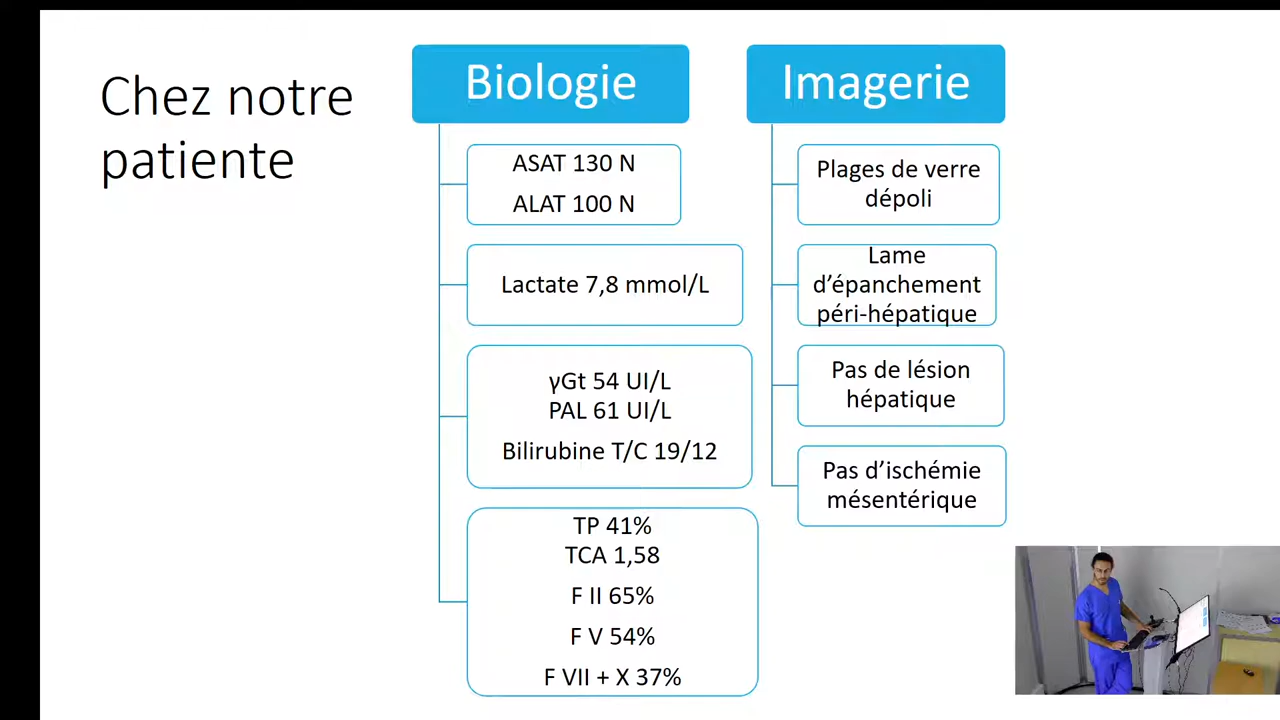 Chez notre
patiente
Biologie
ASAT 130 N
ALAT 100 N
Lactate 7,8 mmol/L
γGt 54 UI/L
PAL 61 UI/L
Bilirubine T/C 19/12
TP 41%
TCA 1,58
F II 65%
F V 54%
F VII + X 37%
Imagerie
Plages de verre
dépoli
Lame
d’épanchement
péri-hépatique
Pas de lésion
hépatique
Pas d’ischémie
mésentérique